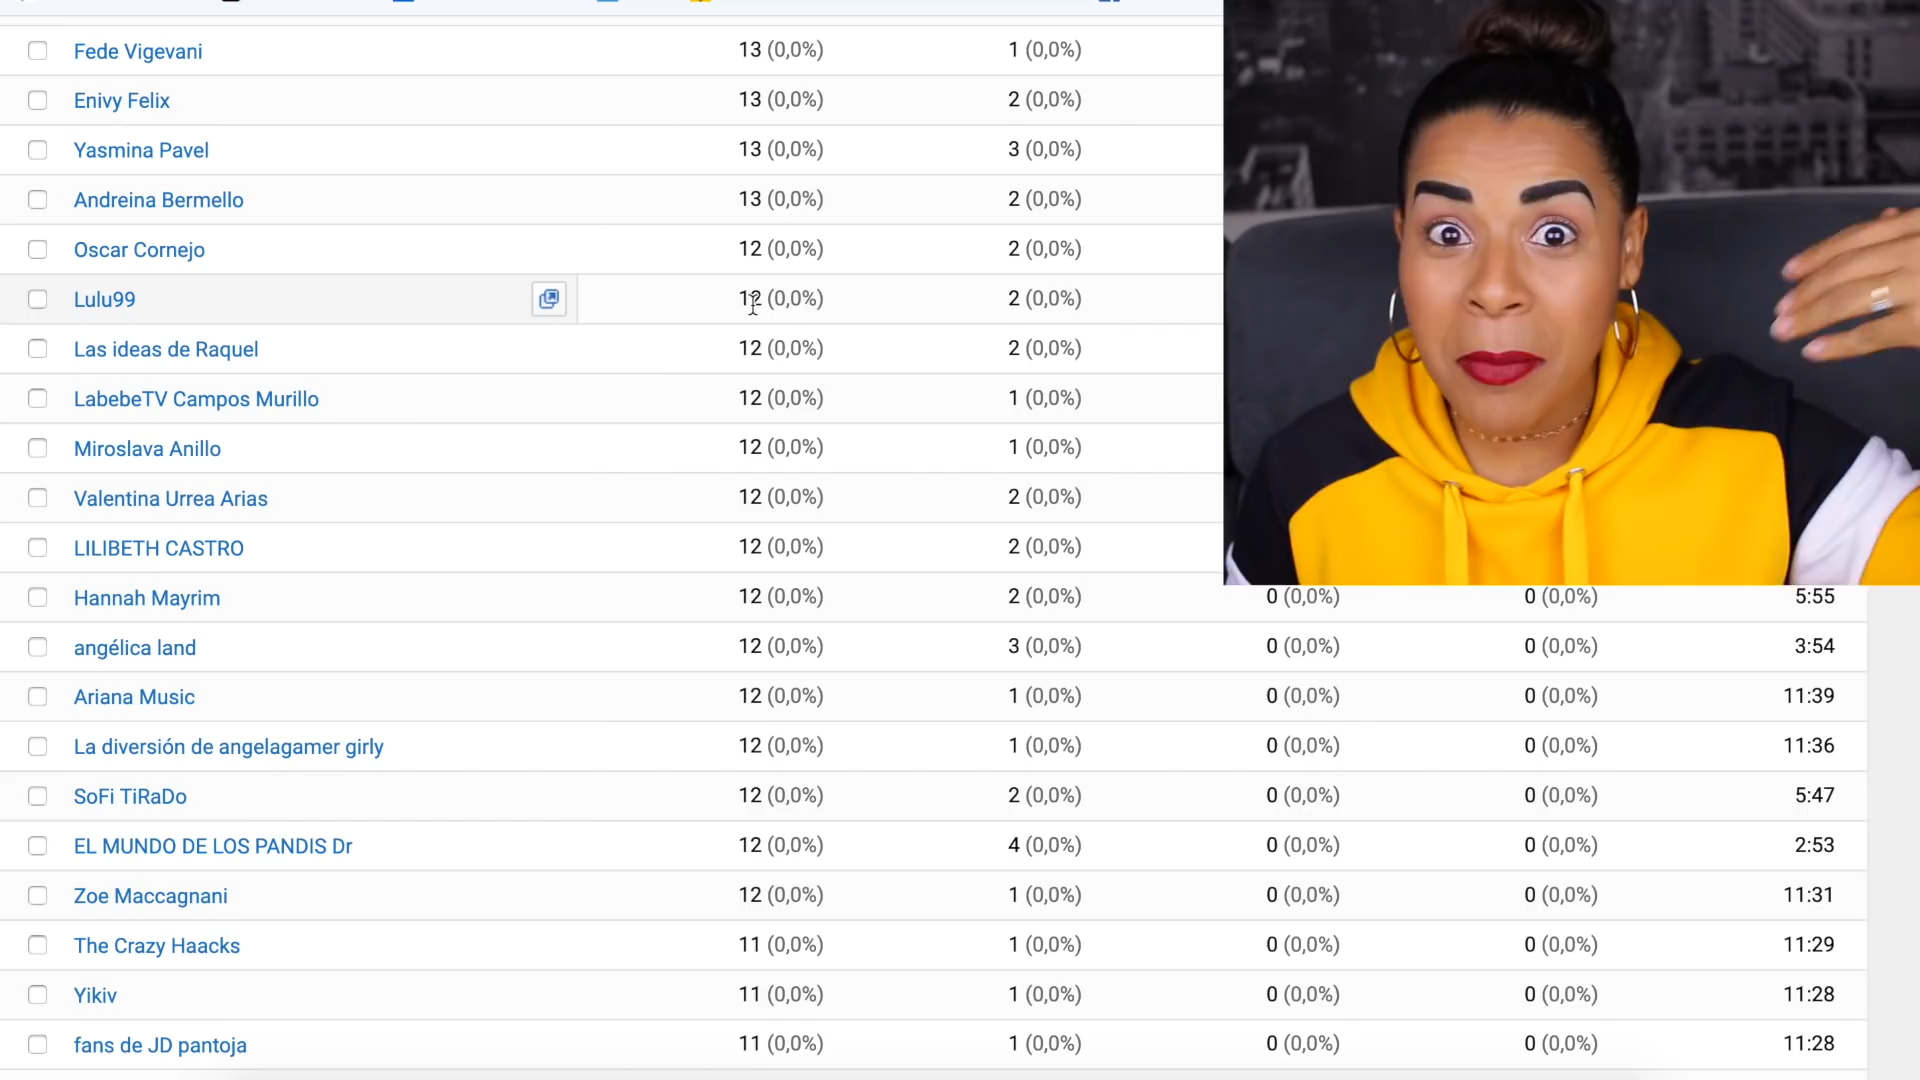 Fede Vigevani 13 (0,0%) 1 (0,0%)
Enivy Felix 13 (0,0%) 2 (0,0%)
Yasmina Pavel 13 (0,0%) 3 (0,0%)
Andreina Bermello 13 (0,0%) 2 (0,0%)
Oscar Cornejo 12 (0,0%) 2 (0,0%)
Lulu99 12 (0,0%) 2 (0,0%)
Las ideas de Raquel 12 (0,0%) 2 (0,0%)
LabebeTV Campos Murillo 12 (0,0%) 1 (0,0%)
Miroslava Anillo 12 (0,0%) 1 (0,0%)
Valentina Urrea Arias 12 (0,0%) 2 (0,0%)
LILIBETH CASTRO 12 (0,0%) 2 (0,0%)
Hannah Mayrim 12 (0,0%) 2 (0,0%) 0 (0,0%) 0 (0,0%) 5:55
angélica land 12 (0,0%) 3 (0,0%) 0 (0,0%) 0 (0,0%) 3:54
Ariana Music 12 (0,0%) 1 (0,0%) 0 (0,0%) 0 (0,0%) 11:39
La diversión de angelagamer girly 12 (0,0%) 1 (0,0%) 0 (0,0%) 0 (0,0%) 11:36
SoFi TiRaDo 12 (0,0%) 2 (0,0%) 0 (0,0%) 0 (0,0%) 5:47
EL MUNDO DE LOS PANDIS Dr 12 (0,0%) 4 (0,0%) 0 (0,0%) 0 (0,0%) 2:53
Zoe Maccagnani 12 (0,0%) 1 (0,0%) 0 (0,0%) 0 (0,0%) 11:31
The Crazy Haacks 11 (0,0%) 1 (0,0%) 0 (0,0%) 0 (0,0%) 11:29
Yikiv 11 (0,0%) 1 (0,0%) 0 (0,0%) 0 (0,0%) 11:28
fans de JD pantoja 11 (0,0%) 1 (0,0%) 0 (0,0%) 0 (0,0%) 11:28